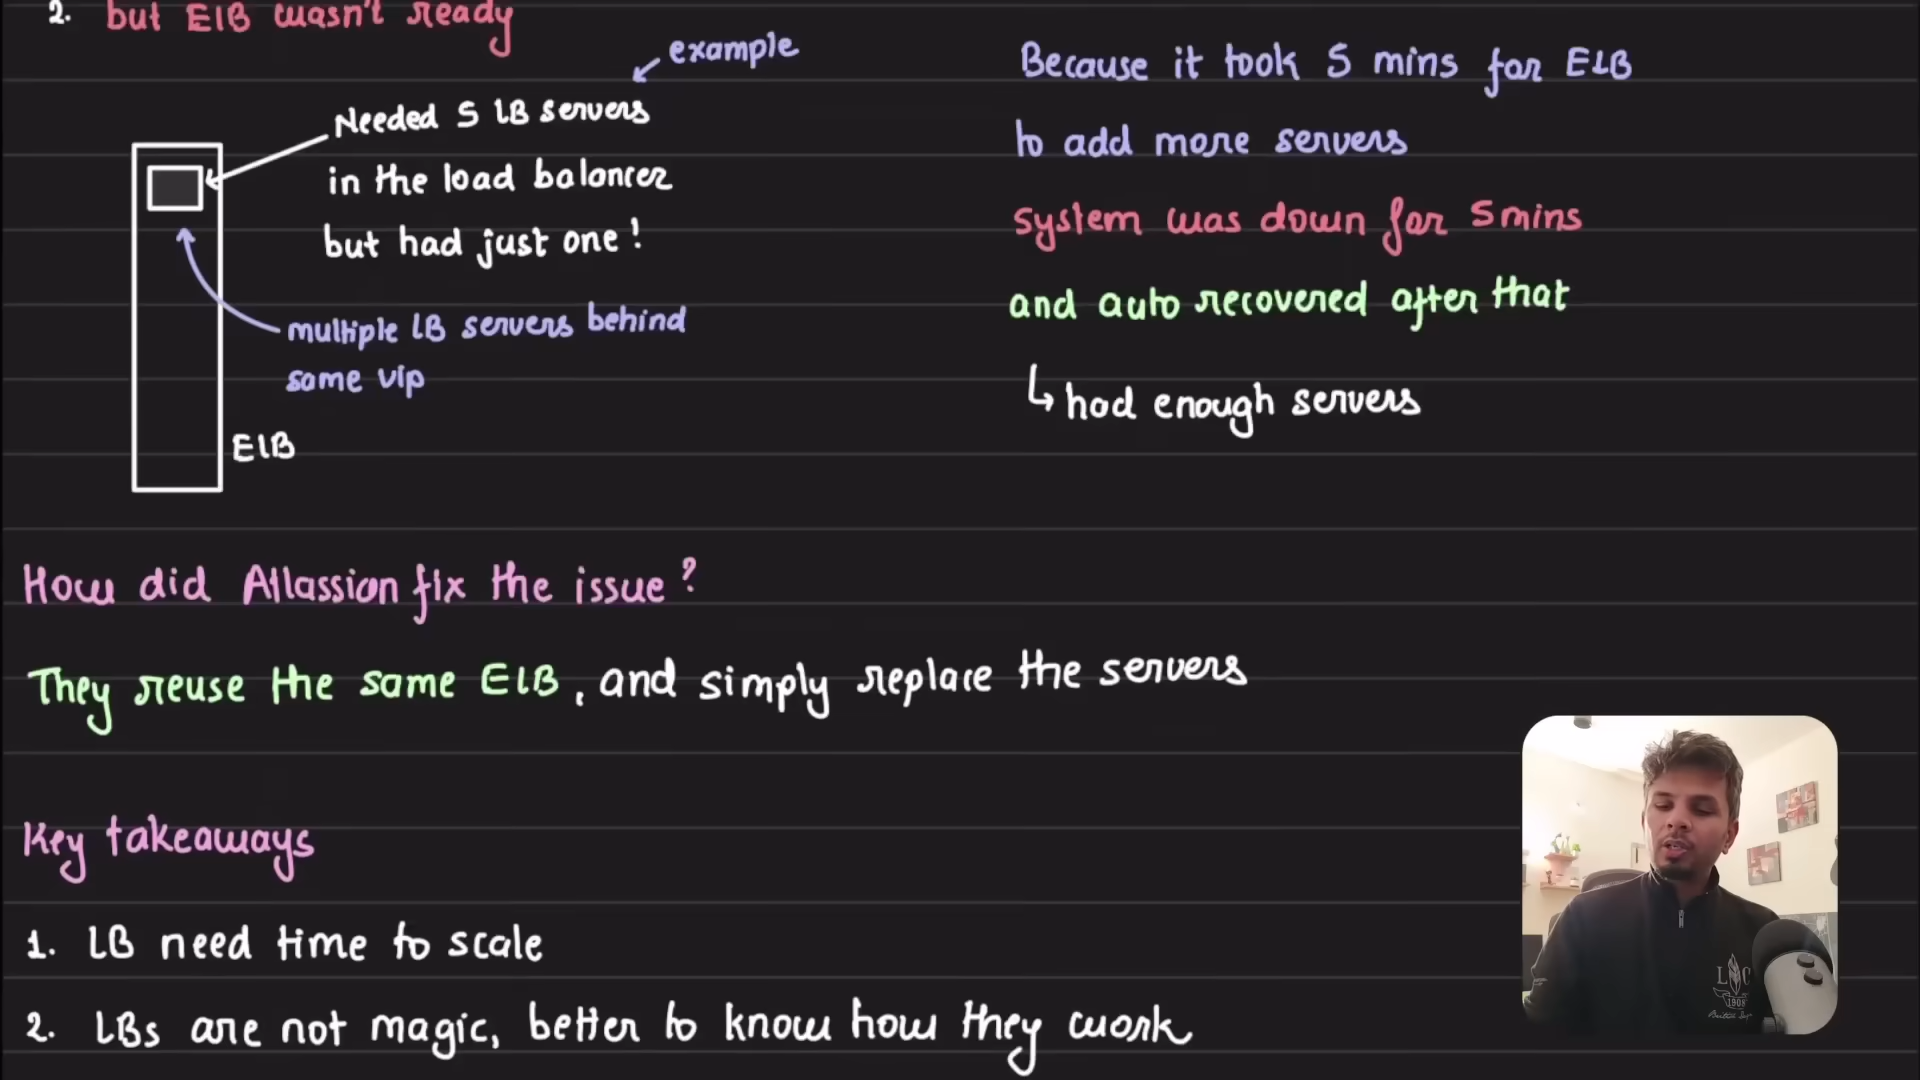 2. but ELB wasn't ready
example
Needed 5 LB servers
in the load balancer
but had just one!
multiple LB servers behind
same vip
ELB
Because it took 5 mins for ELB
to add more servers
system was down for 5 mins
and auto recovered after that
↳ had enough servers
How did Atlassian fix the issue?
They reuse the same ELB, and simply replace the servers
Key takeaways
1. LB need time to scale
2. LBs are not magic, better to know how they work
L C
1908